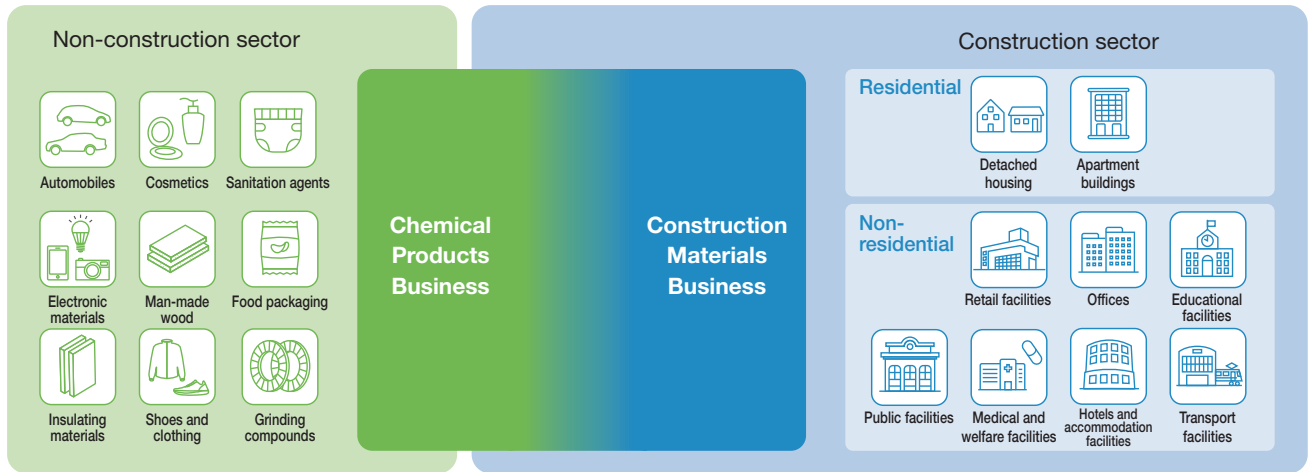 Non-construction sector
Automobiles
Cosmetics
Sanitation agents
Electronic
materials
Man-made
wood
Food packaging
Insulating
materials
Shoes and
clothing
Grinding
compounds
Chemical
Products
Business
Construction
Materials
Business
Construction sector
Residential
Detached
housing
Apartment
buildings
Non-
residential
Retail facilities
Offices
Educational
facilities
Public facilities
Medical and
welfare facilities
Hotels and
accommodation
facilities
Transport
facilities